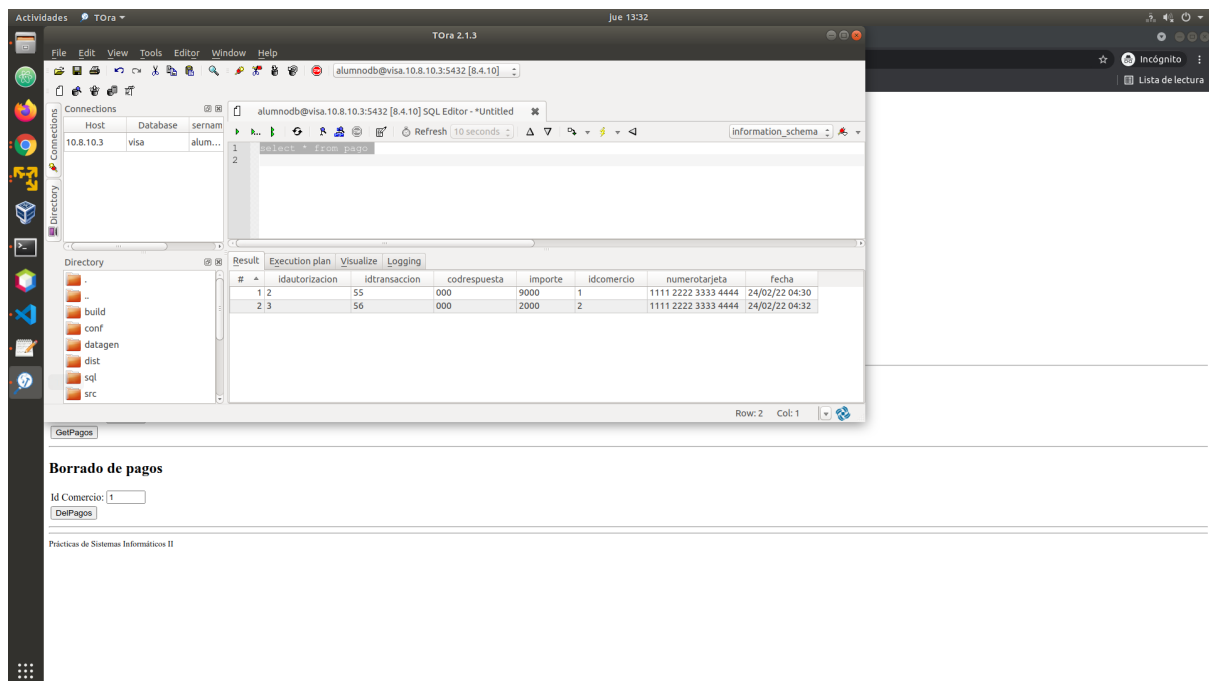 Actividades TOra jue 13:32
TOra 2.1.3
File Edit View Tools Editor Window Help
Incógnito
alumnodb@visa.10.8.10.3:5432 [8.4.10]
Lista de lectura
Connections
Connections
Directory
Host Database sernam
10.8.10.3 visa alum...
alumnodb@visa.10.8.10.3:5432 [8.4.10] SQL Editor - *Untitled
Refresh 10 seconds information_schema
1 select * from pago
2
Directory
.
..
build
conf
datagen
dist
sql
src
Result Execution plan Visualize Logging
# idautorizacion idtransaccion codrespuesta importe idcomercio numerotarjeta fecha
1 2 55 000 9000 1 1111 2222 3333 4444 24/02/22 04:30
2 3 56 000 2000 2 1111 2222 3333 4444 24/02/22 04:32
Row: 2 Col: 1
GetPagos
Borrado de pagos
Id Comercio: 1
DelPagos
Prácticas de Sistemas Informáticos II